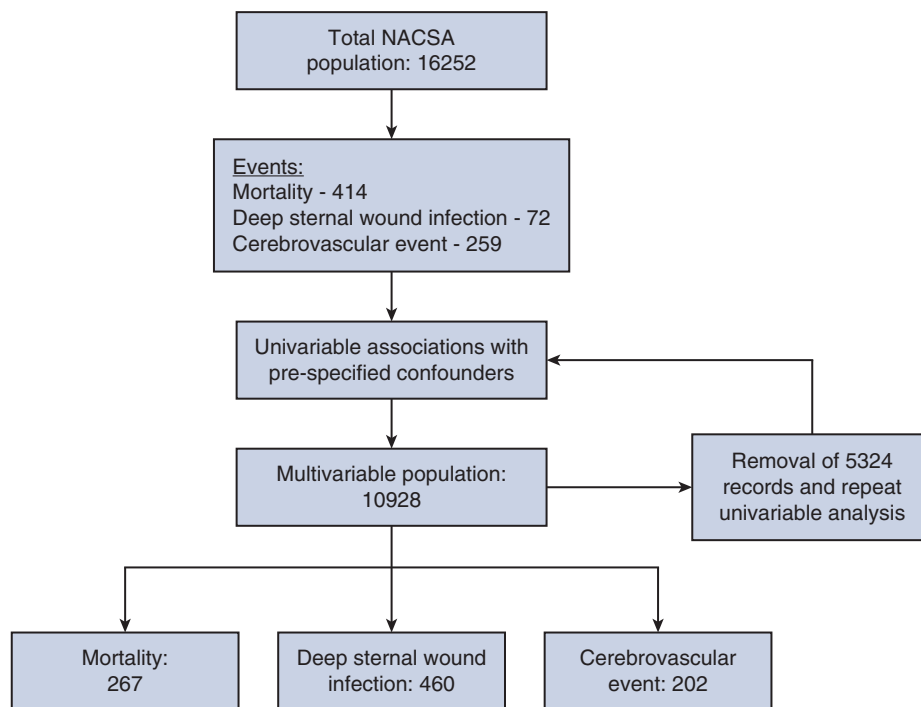 Total NACSA
population: 16252
Events:
Mortality - 414
Deep sternal wound infection - 72
Cerebrovascular event - 259
Univariable associations with
pre-specified confounders
Multivariable population:
10928
Removal of 5324
records and repeat
univariable analysis
Mortality:
267
Deep sternal wound
infection: 460
Cerebrovascular
event: 202